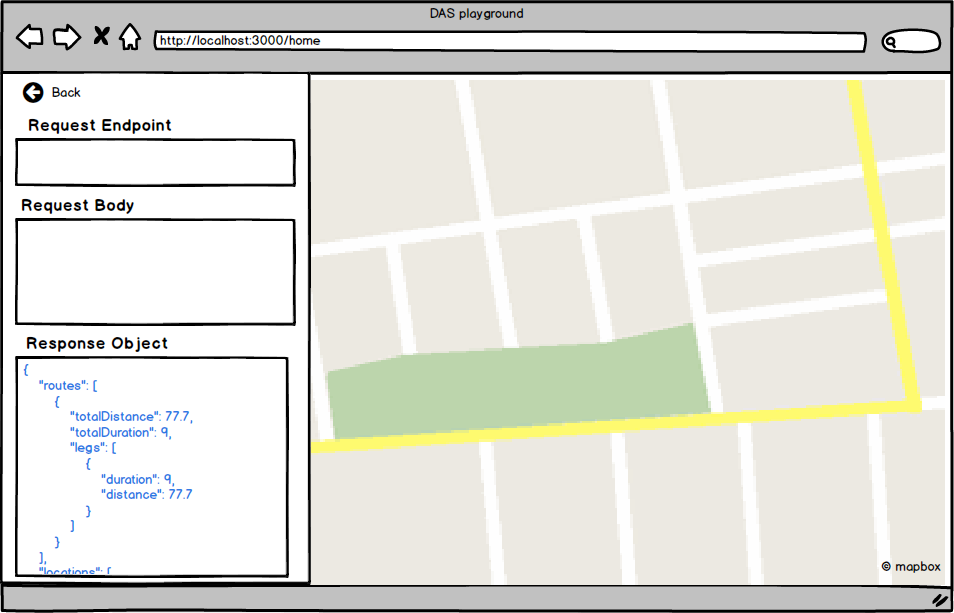 DAS playground
http://localhost:3000/home
Back
Request Endpoint
Request Body
Response Object
{
"routes": [
{
"totalDistance": 77.7,
"totalDuration": 9,
"legs": [
{
"duration": 9,
"distance": 77.7
}
]
}
],
"locations": [
© mapbox